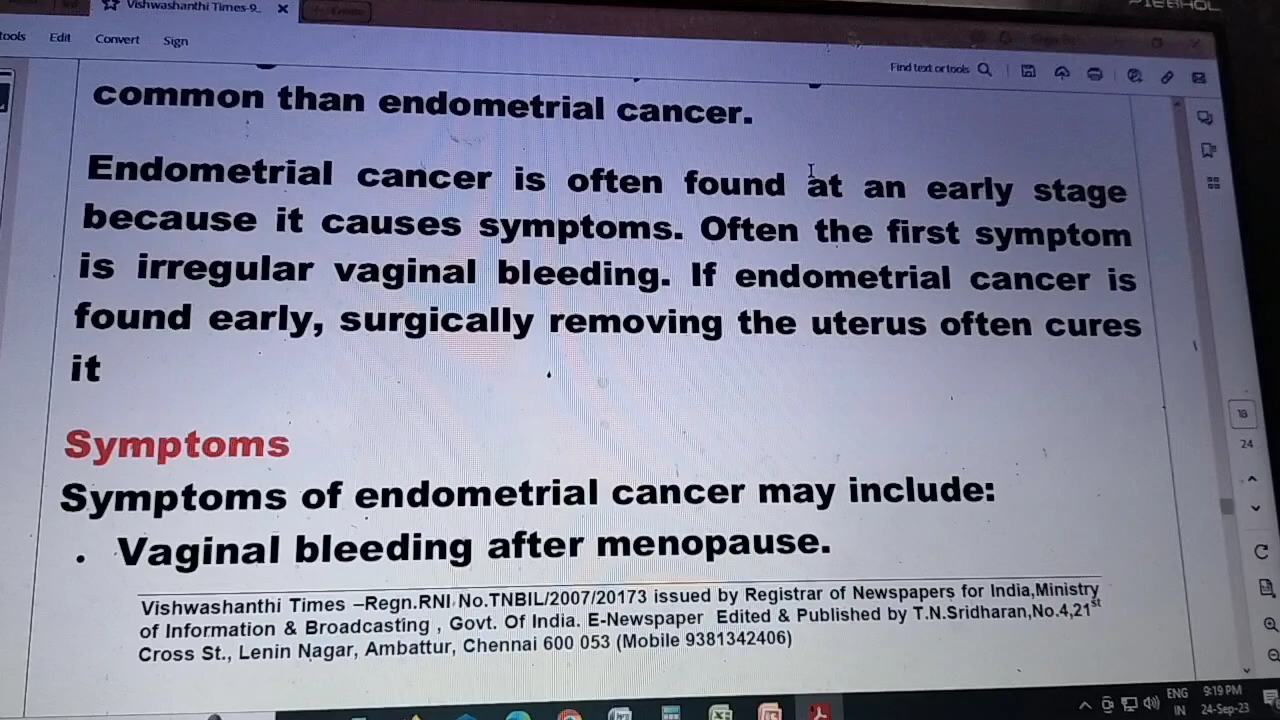 Vishwashanthi Times-9...
tools Edit Convert Sign
Find text or tools
common than endometrial cancer.
Endometrial cancer is often found at an early stage
because it causes symptoms. Often the first symptom
is irregular vaginal bleeding. If endometrial cancer is
found early, surgically removing the uterus often cures
it
Symptoms
Symptoms of endometrial cancer may include:
• Vaginal bleeding after menopause.
Vishwashanthi Times –Regn.RNI No.TNBIL/2007/20173 issued by Registrar of Newspapers for India,Ministry
of Information & Broadcasting , Govt. Of India. E-Newspaper Edited & Published by T.N.Sridharan,No.4,21st
Cross St., Lenin Nagar, Ambattur, Chennai 600 053 (Mobile 9381342406)
24
ENG 9:19 PM
IN 24-Sep-23